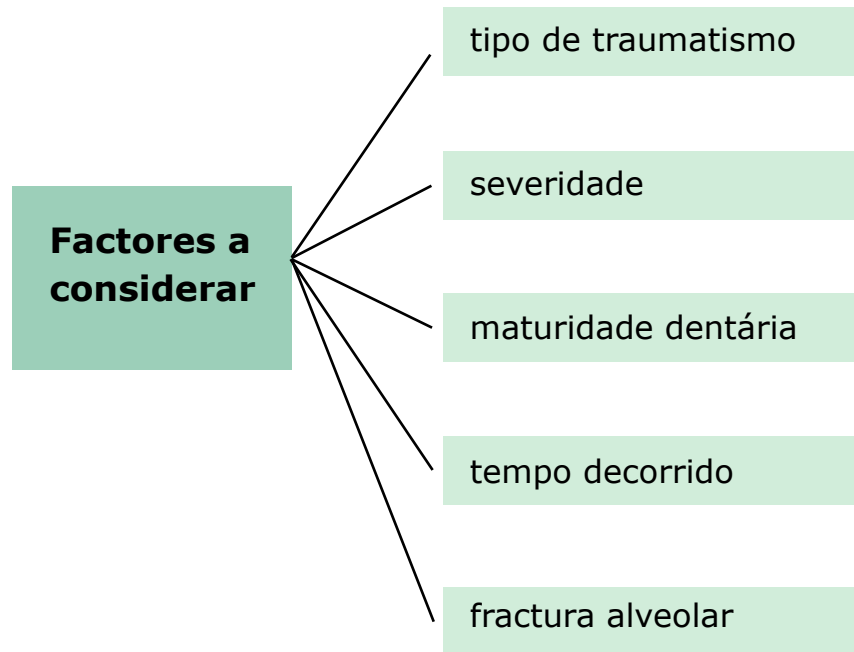 Factores a
considerar
tipo de traumatismo
severidade
maturidade dentária
tempo decorrido
fractura alveolar